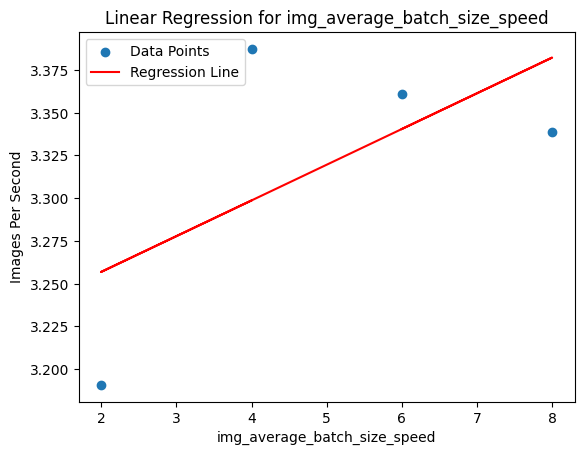 Linear Regression for img_average_batch_size_speed
Data Points
Regression Line
Images Per Second
3.375
3.350
3.325
3.300
3.275
3.250
3.225
3.200
2 3 4 5 6 7 8
img_average_batch_size_speed